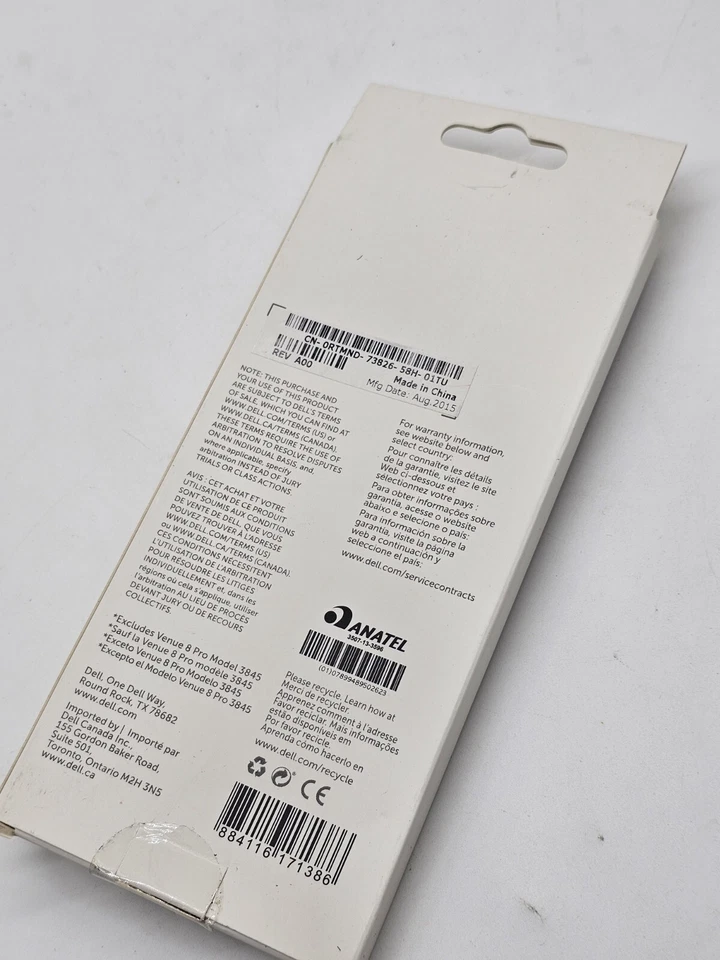 CN- 0RTMND- 73826- 58H- 01TU
Made in China
REV A00
Mfg Date: Aug.2015
NOTE: THIS PURCHASE AND
YOUR USE OF THIS PRODUCT
ARE SUBJECT TO DELL'S TERMS
OF SALE, WHICH YOU CAN FIND AT
WWW.DELL.COM/TERMS (US) or
WWW.DELL.CA/TERMS (CANADA).
THESE TERMS REQUIRE THE USE OF
ARBITRATION TO RESOLVE DISPUTES
ON AN INDIVIDUAL BASIS, and
where applicable, specify
arbitration INSTEAD OF JURY
TRIALS OR CLASS ACTIONS.
AVIS : CET ACHAT ET VOTRE
UTILISATION DE CE PRODUIT
SONT SOUMIS AUX CONDITIONS
DE VENTE DE DELL, QUE VOUS
POUVEZ TROUVER À L'ADRESSE
WWW.DELL.COM/TERMS (US)
ou WWW.DELL.CA/TERMS (CANADA).
CES CONDITIONS NÉCESSITENT
L'UTILISATION DE L'ARBITRATION
POUR RÉSOUDRE LES LITIGES
INDIVIDUELLEMENT et, dans les
régions où cela s'applique, utiliser
l'arbitration AU LIEU DE PROCÈS
DEVANT JURY OU DE RECOURS
COLLECTIFS.
*Excludes Venue 8 Pro Model 3845
*Sauf la Venue 8 Pro modèle 3845
*Exceto Venue 8 Pro Modelo 3845
*Excepto el Modelo Venue 8 Pro 3845
Dell, One Dell Way,
Round Rock, TX 78682
www.dell.com
Imported by | Importé par
Dell Canada Inc.,
155 Gordon Baker Road,
Suite 501,
Toronto, Ontario M2H 3N5
www.dell.ca
For warranty information,
see website below and
select country:
Pour connaître les détails
de la garantie, visitez le site
Web ci-dessous et
sélectionnez votre pays :
Para obter informações sobre
garantia, acesse o website
abaixo e selecione o país:
Para información sobre la
garantía, visite la página
web a continuación y
seleccione el país:
www.dell.com/servicecontracts
ANATEL
3507-13-3596
(01)07899489502623
Please recycle. Learn how at
Merci de recycler.
Apprenez comment à l'adresse
Favor reciclar. Mais informações
estão disponíveis em
Por favor recicle.
Aprenda cómo hacerlo en
www.dell.com/recycle
CE
884116171386